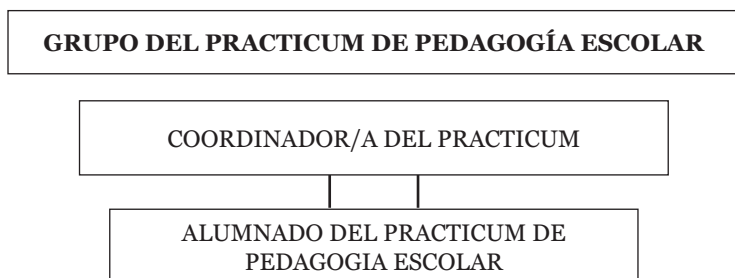 GRUPO DEL PRACTICUM DE PEDAGOGÍA ESCOLAR
COORDINADOR/A DEL PRACTICUM
ALUMNADO DEL PRACTICUM DE
PEDAGOGIA ESCOLAR